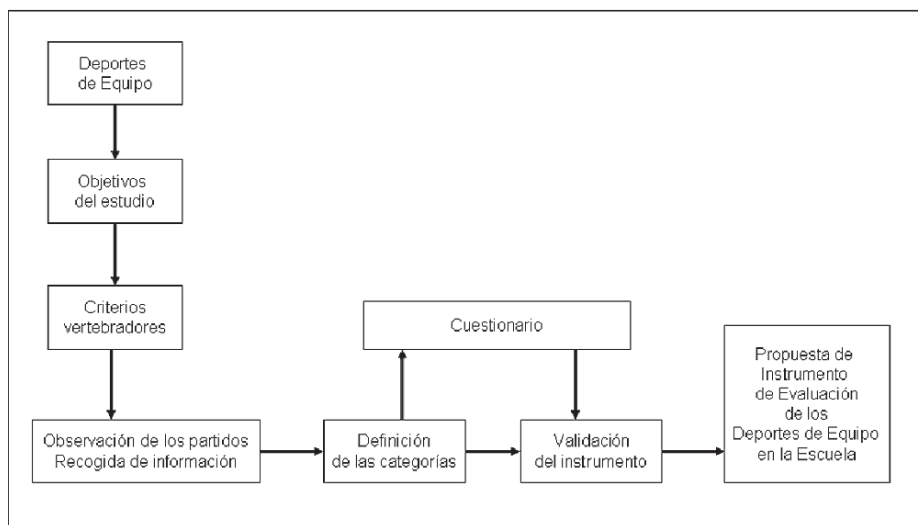 Deportes
de Equipo
Objetivos
del estudio
Criterios
vertebradores
Observación de los partidos
Recogida de información
Definición
de las categorías
Cuestionario
Validación
del instrumento
Propuesta de
Instrumento
de Evaluación
de los
Deportes de Equipo
en la Escuela